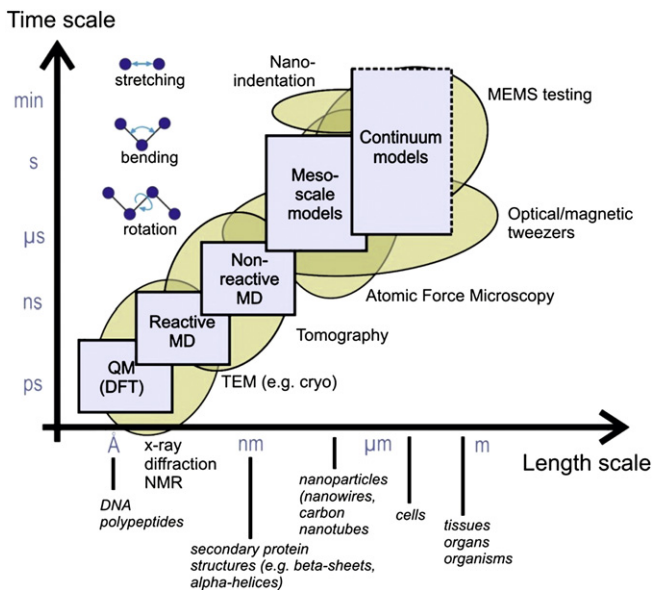 Time scale
stretching
bending
rotation
min
s
µs
ns
ps
Nano-
indentation
MEMS testing
Continuum
models
Meso-
scale
models
Optical/magnetic
tweezers
Non-
reactive
MD
Atomic Force Microscopy
Reactive
MD
Tomography
QM
(DFT)
TEM (e.g. cryo)
Å
x-ray
diffraction
NMR
nm
µm
m
Length scale
DNA
polypeptides
secondary protein
structures (e.g. beta-sheets,
alpha-helices)
nanoparticles
(nanowires,
carbon
nanotubes
cells
tissues
organs
organisms